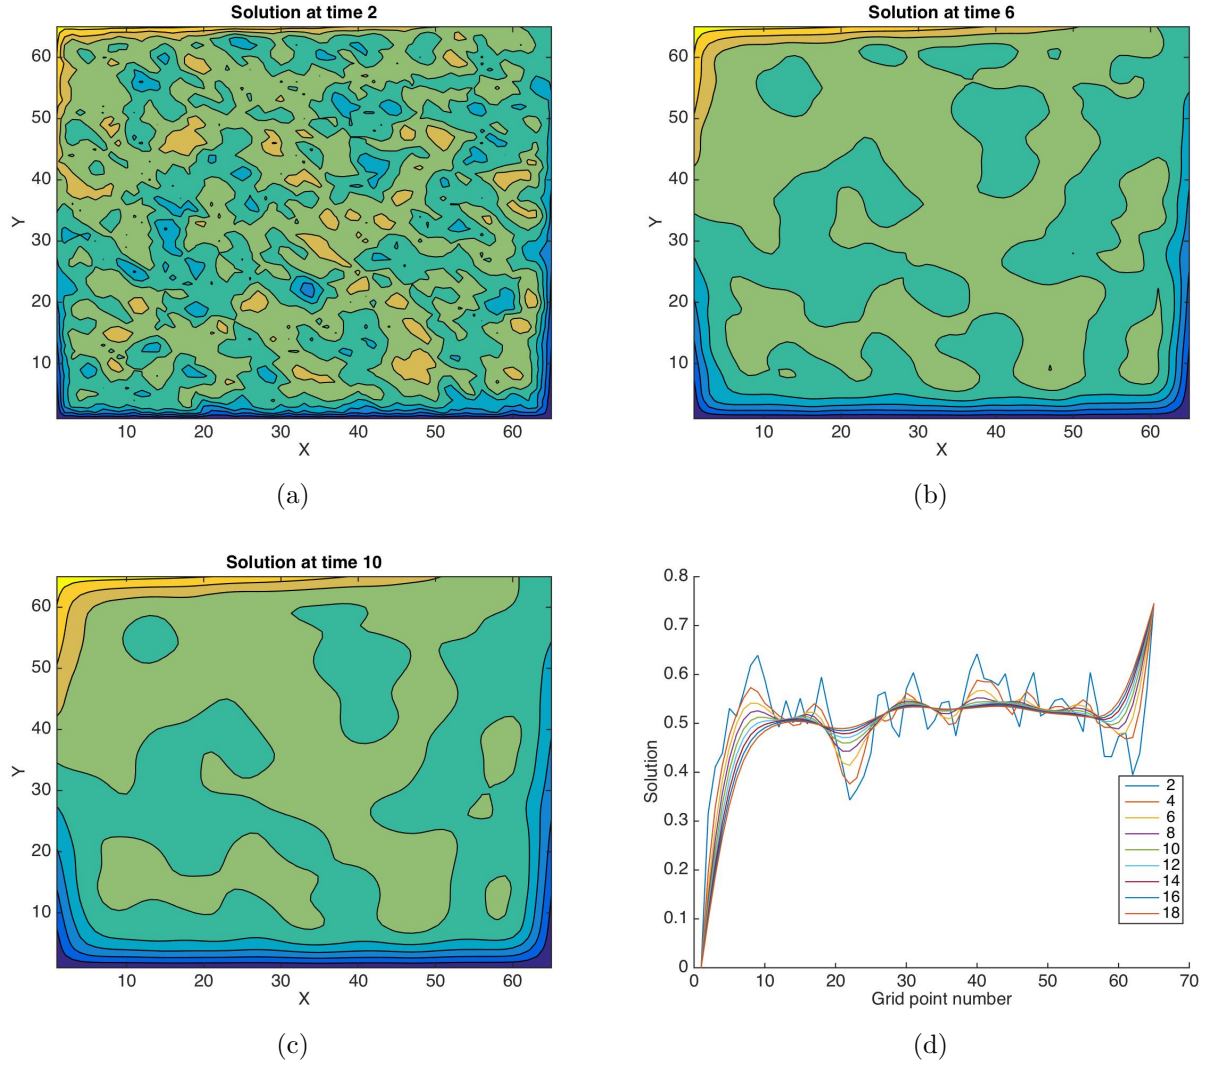 Solution at time 2
60
50
40
30
20
10
Y
10 20 30 40 50 60
X
(a)
Solution at time 6
60
50
40
30
20
10
Y
10 20 30 40 50 60
X
(b)
Solution at time 10
60
50
40
30
20
10
Y
10 20 30 40 50 60
X
(c)
0.8
0.7
0.6
0.5
0.4
0.3
0.2
0.1
0
Solution
2
4
6
8
10
12
14
16
18
0 10 20 30 40 50 60 70
Grid point number
(d)